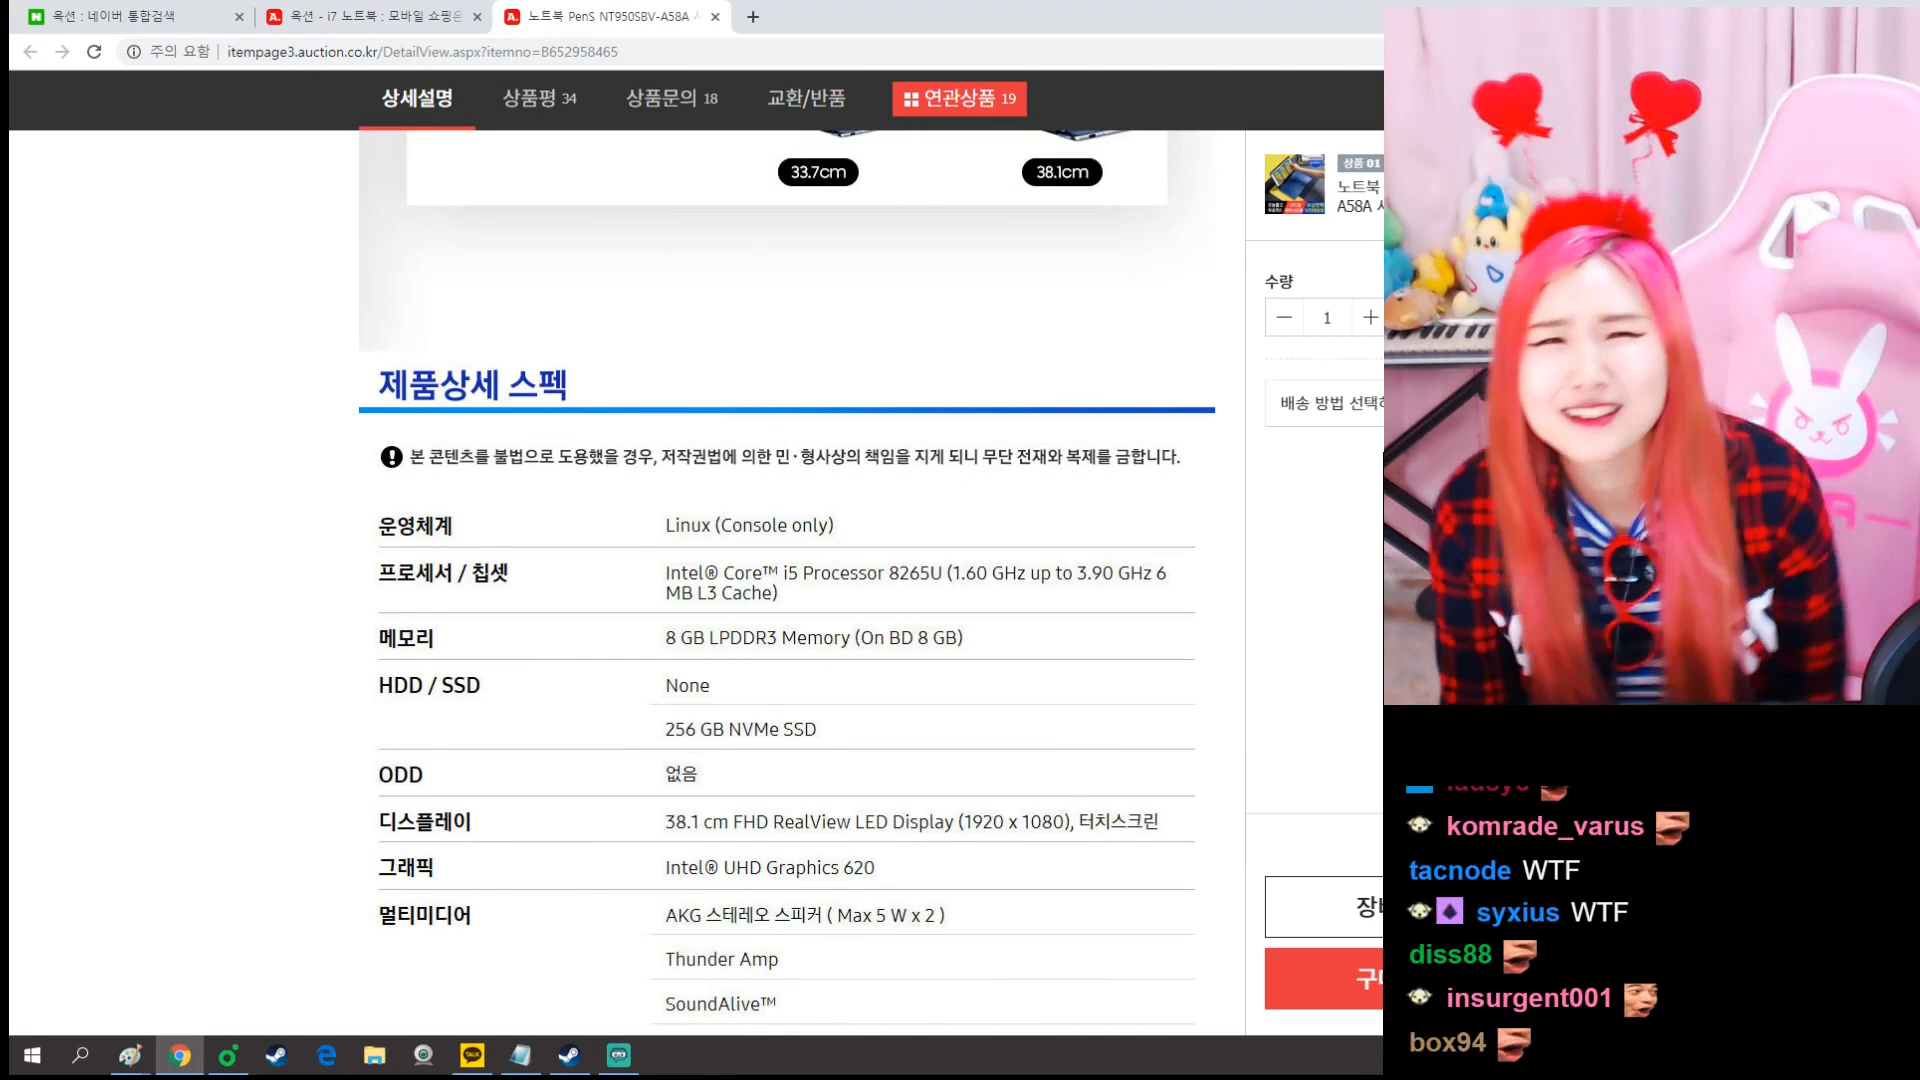 옥션 : 네이버 통합검색
옥션 - i7 노트북 : 모바일 쇼핑은
노트북 PenS NT950SBV-A58A
주의 요함
itempage3.auction.co.kr/DetailView.aspx?itemno=B652958465
상세설명
상품평 34
상품문의 18
교환/반품
연관상품 19
33.7cm
38.1cm
상품 01
노트북
A58A
수량
1
배송 방법
제품상세 스펙
본 콘텐츠를 불법으로 도용했을 경우, 저작권법에 의한 민·형사상의 책임을 지게 되니 무단 전재와 복제를 금합니다.
운영체계 Linux (Console only)
프로세서 / 칩셋 Intel® Core™ i5 Processor 8265U (1.60 GHz up to 3.90 GHz 6
MB L3 Cache)
메모리 8 GB LPDDR3 Memory (On BD 8 GB)
HDD / SSD None
256 GB NVMe SSD
ODD 없음
디스플레이 38.1 cm FHD RealView LED Display (1920 x 1080), 터치스크린
그래픽 Intel® UHD Graphics 620
멀티미디어 AKG 스테레오 스피커 ( Max 5 W x 2 )
Thunder Amp
SoundAlive™
TALK
komrade_varus
tacnode WTF
syxius WTF
diss88
insurgent001
box94